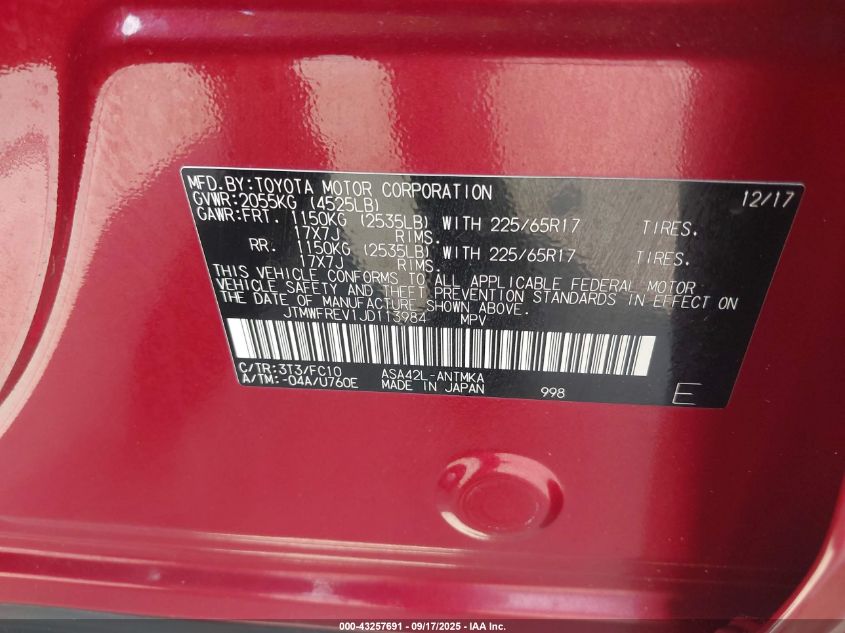 MFD.BY:TOYOTA MOTOR CORPORATION 12/17
GVWR:2055KG (4525LB)
GAWR:FRT. 1150KG (2535LB) WITH 225/65R17 TIRES.
17X7J RIMS.
RR. 1150KG (2535LB) WITH 225/65R17 TIRES.
17X7J RIMS.
THIS VEHICLE CONFORMS TO ALL APPLICABLE FEDERAL MOTOR
VEHICLE SAFETY AND THEFT PREVENTION STANDARDS IN EFFECT ON
THE DATE OF MANUFACTURE SHOWN ABOVE.
JTMWFREV1JD113984 MPV
C/TR:3T3/FC10 ASA42L-ANTMKA
A/TM:-04A/U760E MADE IN JAPAN 998 E
000-43257691 - 09/17/2025 - IAA Inc.